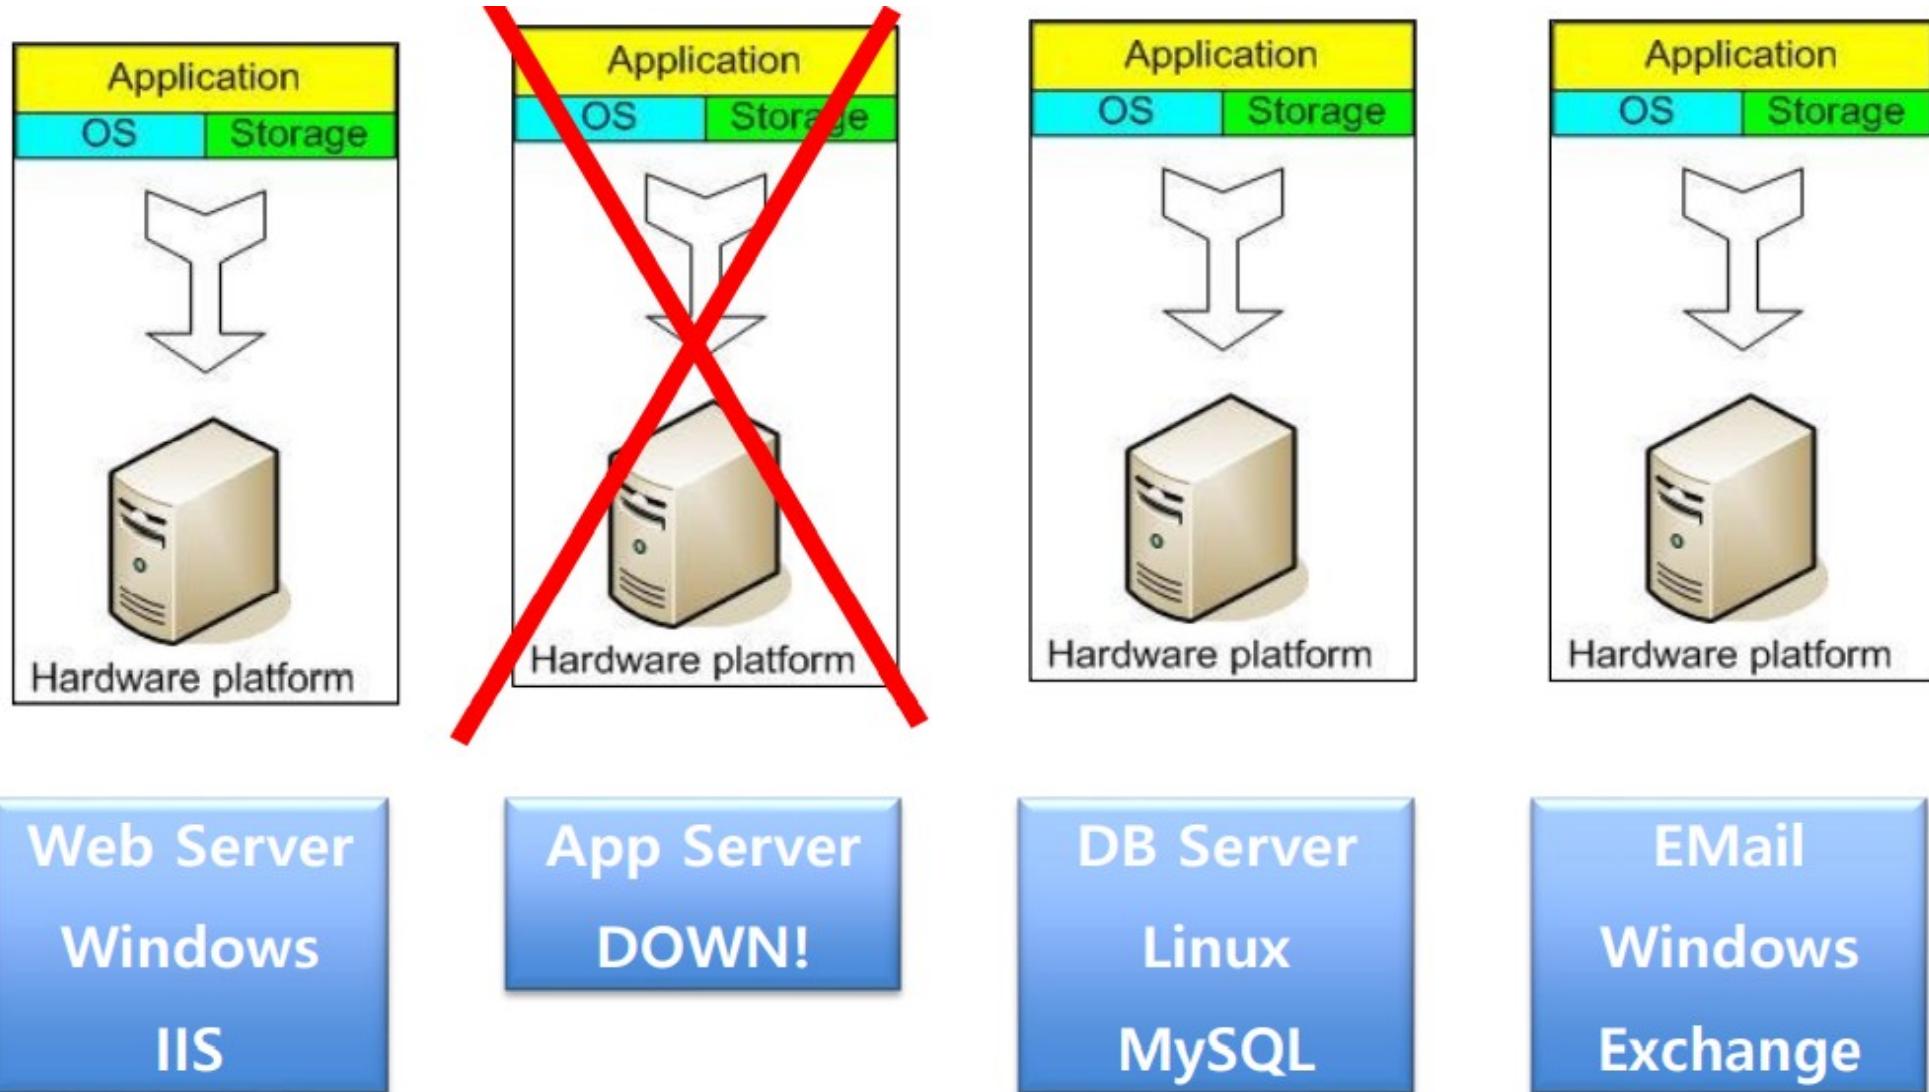 Application
OS Storage
Hardware platform
Application
OS Storage
Hardware platform
Application
OS Storage
Hardware platform
Application
OS Storage
Hardware platform
Web Server
Windows
IIS
App Server
DOWN!
DB Server
Linux
MySQL
EMail
Windows
Exchange